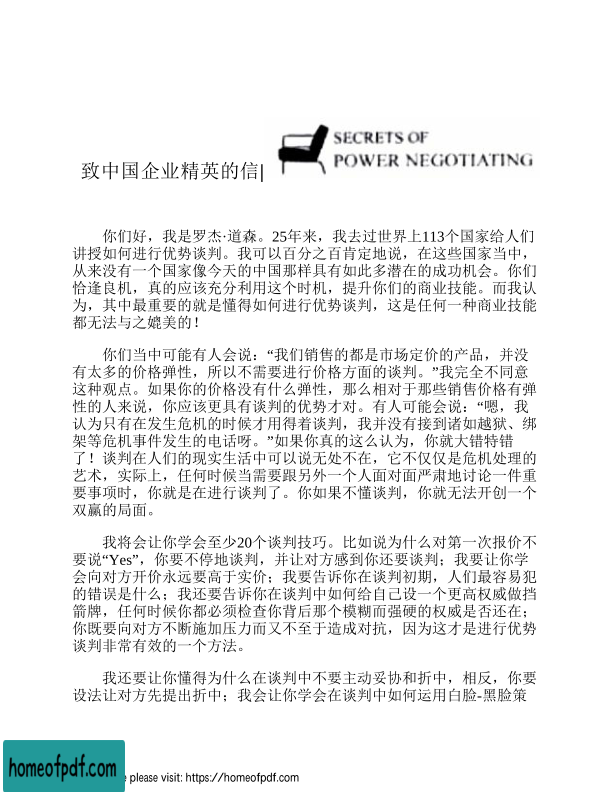 SECRETS OF
POWER NEGOTIATING
致中国企业精英的信|
你们好，我是罗杰·道森。25年来，我去过世界上113个国家给人们
讲授如何进行优势谈判。我可以百分之百肯定地说，在这些国家当中，
从来没有一个国家像今天的中国那样具有如此多潜在的成功机会。你们
恰逢良机，真的应该充分利用这个时机，提升你们的商业技能。而我认
为，其中最重要的就是懂得如何进行优势谈判，这是任何一种商业技能
都无法与之媲美的！
你们当中可能有人会说：“我们销售的都是市场定价的产品，并没
有太多的价格弹性，所以不需要进行价格方面的谈判。”我完全不同意
这种观点。如果你的价格没有什么弹性，那么相对于那些销售价格有弹
性的人来说，你应该更具有谈判的优势才对。有人可能会说：“嗯，我
认为只有在发生危机的时候才用得着谈判，我并没有接到诸如越狱、绑
架等危机事件发生的电话呀。”如果你真的这么认为，你就大错特错
了！谈判在人们的现实生活中可以说无处不在，它不仅仅是危机处理的
艺术，实际上，任何时候当需要跟另外一个人面对面严肃地讨论一件重
要事项时，你就是在进行谈判了。你如果不懂谈判，你就无法开创一个
双赢的局面。
我将会让你学会至少20个谈判技巧。比如说为什么对第一次报价不
要说“Yes”，你要不停地谈判，并让对方感到你还要谈判；我要让你学
会向对方开价永远要高于实价；我要告诉你在谈判初期，人们最容易犯
的错误是什么；我还要告诉你在谈判中如何给自己设一个更高权威做挡
箭牌，任何时候你都必须检查你背后那个模糊而强硬的权威是否还在；
你既要向对方不断施加压力而又不至于造成对抗，因为这才是进行优势
谈判非常有效的一个方法。
我还要让你懂得为什么在谈判中不要主动妥协和折中，相反，你要
设法让对方先提出折中；我会让你学会在谈判中如何运用白脸-黑脸策
homeofpdf.com
e please visit: https://homeofpdf.com